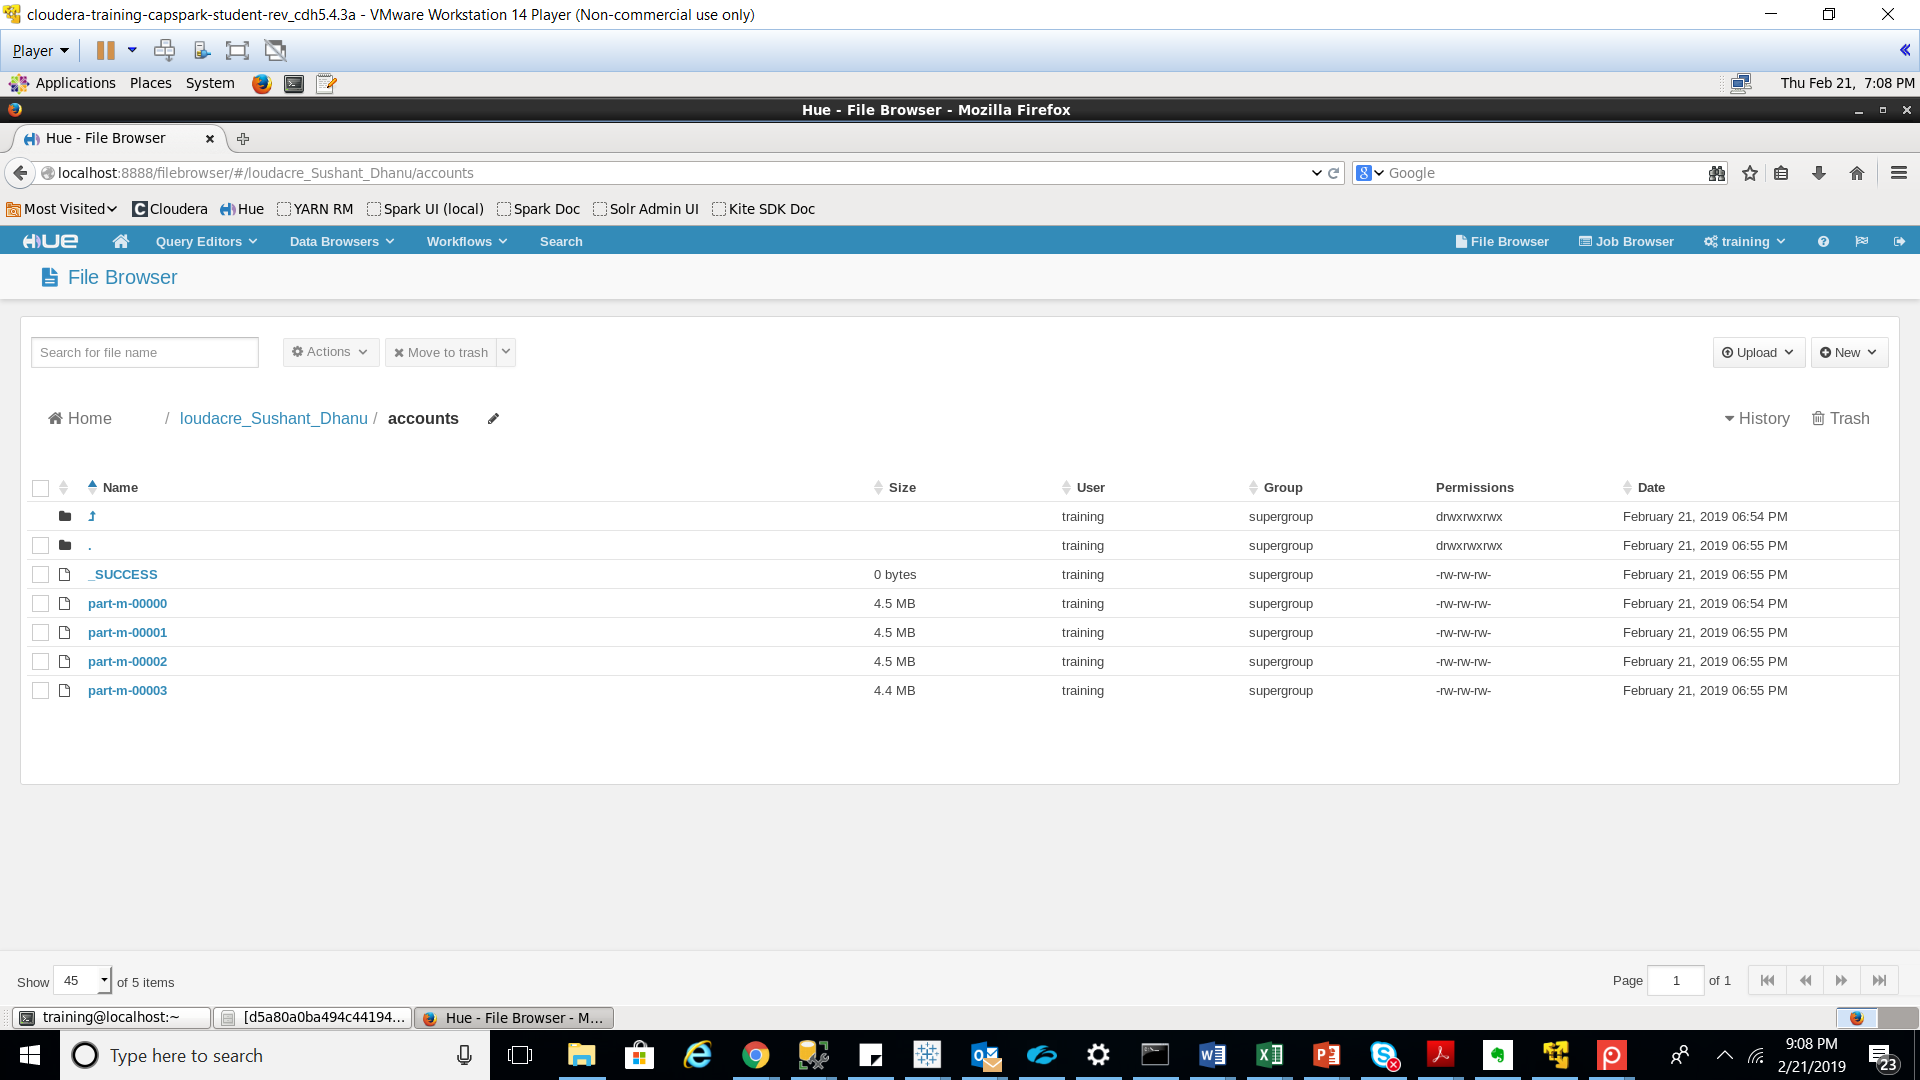 cloudera-training-capspark-student-rev_cdh5.4.3a - VMware Workstation 14 Player (Non-commercial use only)
Player
Applications Places System Thu Feb 21, 7:08 PM
Hue - File Browser - Mozilla Firefox
Hue - File Browser
localhost:8888/filebrowser/#/loudacre_Sushant_Dhanu/accounts Google
Most Visited Cloudera Hue YARN RM Spark UI (local) Spark Doc Solr Admin UI Kite SDK Doc
HUE Query Editors Data Browsers Workflows Search File Browser Job Browser training
File Browser
Search for file name Actions Move to trash Upload New
Home / loudacre_Sushant_Dhanu / accounts History Trash
Name Size User Group Permissions Date
training supergroup drwxrwxrwx February 21, 2019 06:54 PM
. training supergroup drwxrwxrwx February 21, 2019 06:55 PM
_SUCCESS 0 bytes training supergroup -rw-rw-rw- February 21, 2019 06:55 PM
part-m-00000 4.5 MB training supergroup -rw-rw-rw- February 21, 2019 06:54 PM
part-m-00001 4.5 MB training supergroup -rw-rw-rw- February 21, 2019 06:55 PM
part-m-00002 4.5 MB training supergroup -rw-rw-rw- February 21, 2019 06:55 PM
part-m-00003 4.4 MB training supergroup -rw-rw-rw- February 21, 2019 06:55 PM
Show 45 of 5 items Page 1 of 1
training@localhost:~ [d5a80a0ba494c44194... Hue - File Browser - M...
Type here to search 9:08 PM
2/21/2019 23